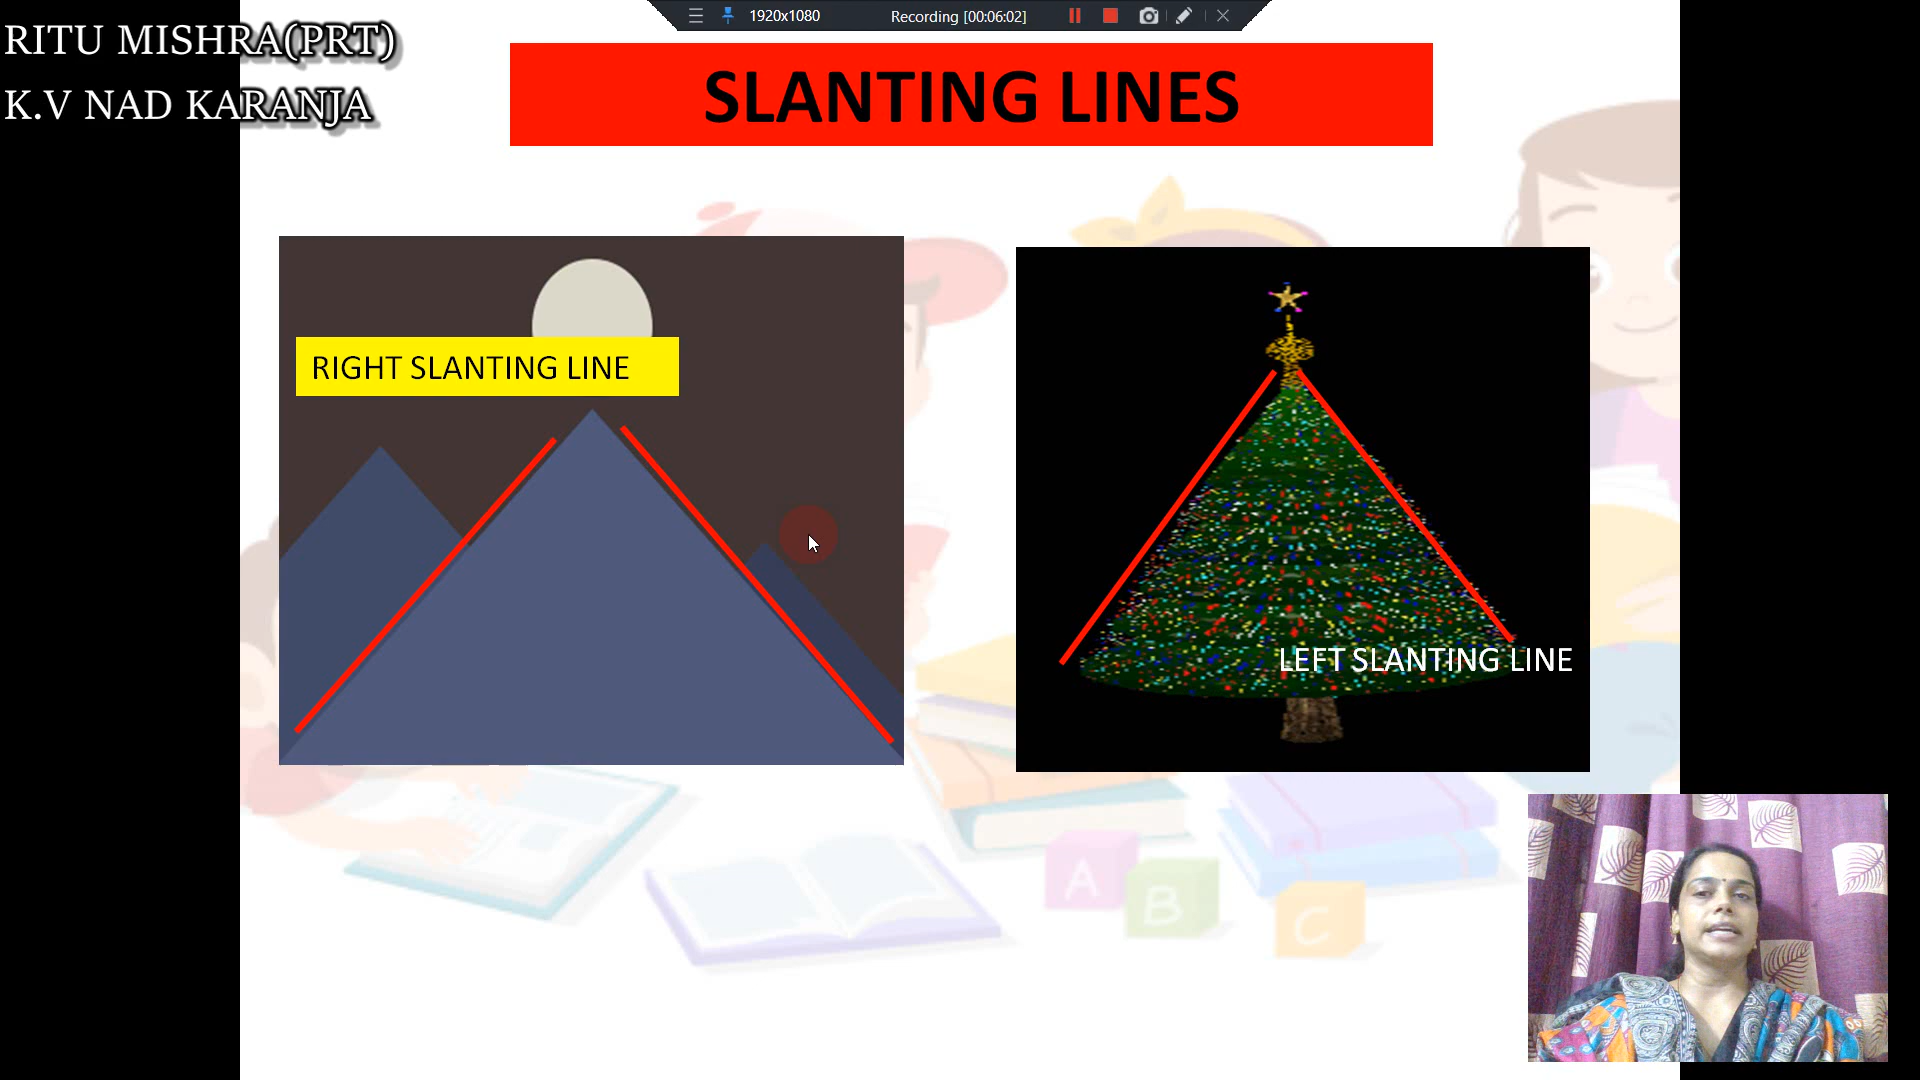 1920x1080 Recording [00:06:02]
RITU MISHRA(PRT)
K.V NAD KARANJA
SLANTING LINES
RIGHT SLANTING LINE
LEFT SLANTING LINE
A
B
C